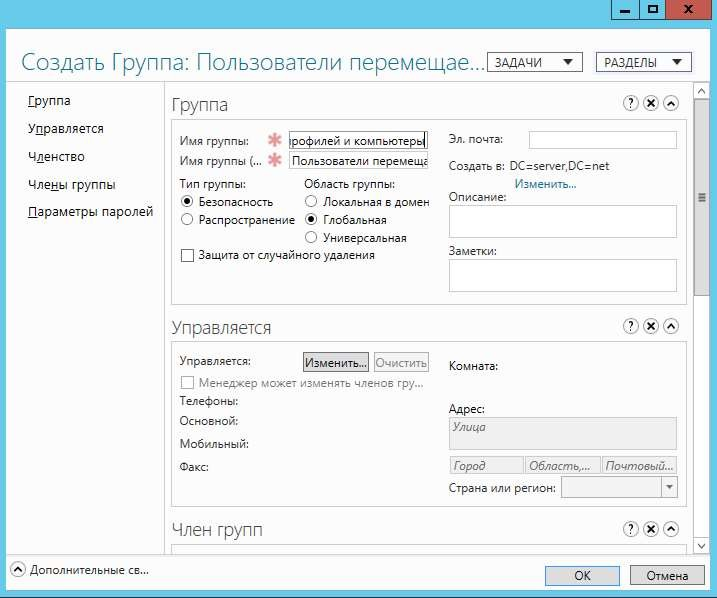 Создать Группа: Пользователи перемещае...
ЗАДАЧИ
РАЗДЕЛЫ
Группа
Управляется
Членство
Члены группы
Параметры паролей
Группа
Имя группы: профилей и компьютеры
Имя группы (... Пользователи перемеща
Тип группы:
Безопасность
Распространение
Область группы:
Локальная в домен
Глобальная
Универсальная
Защита от случайного удаления
Эл. почта:
Создать в: DC=server,DC=net
Изменить...
Описание:
Заметки:
Управляется
Управляется: Изменить... Очистить
Менеджер может изменять членов гру...
Телефоны:
Основной:
Мобильный:
Факс:
Комната:
Адрес:
Улица
Город Область,... Почтовый...
Страна или регион:
Член групп
Дополнительные св...
ОК Отмена